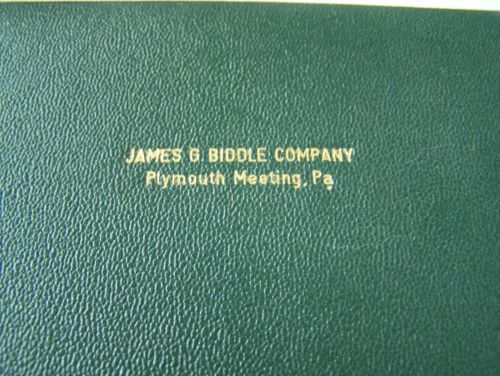 JAMES G. BIDDLE COMPANY
Plymouth Meeting, Pa.